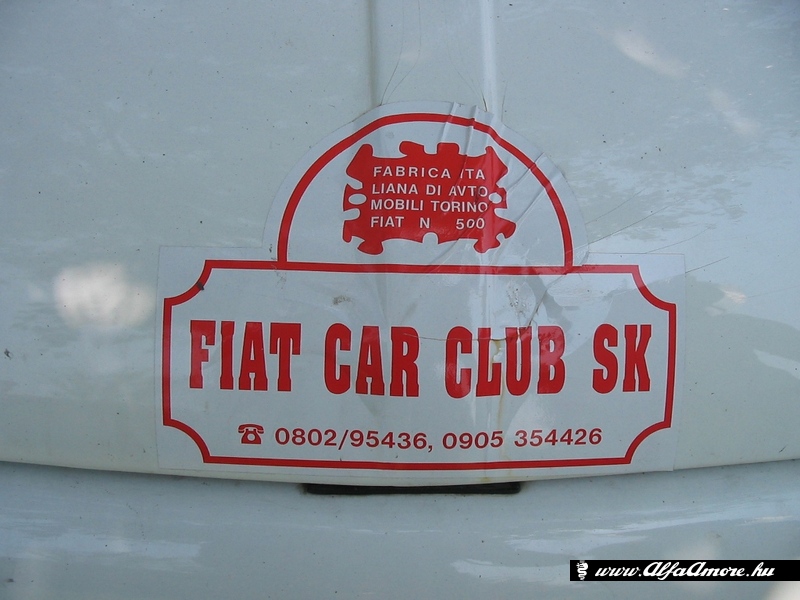 FABRICA ITA
LIANA DI AVTO
MOBILI TORINO
FIAT N 500
FIAT CAR CLUB SK
☎ 0802/95436, 0905 354426
www.AlfaAmore.hu